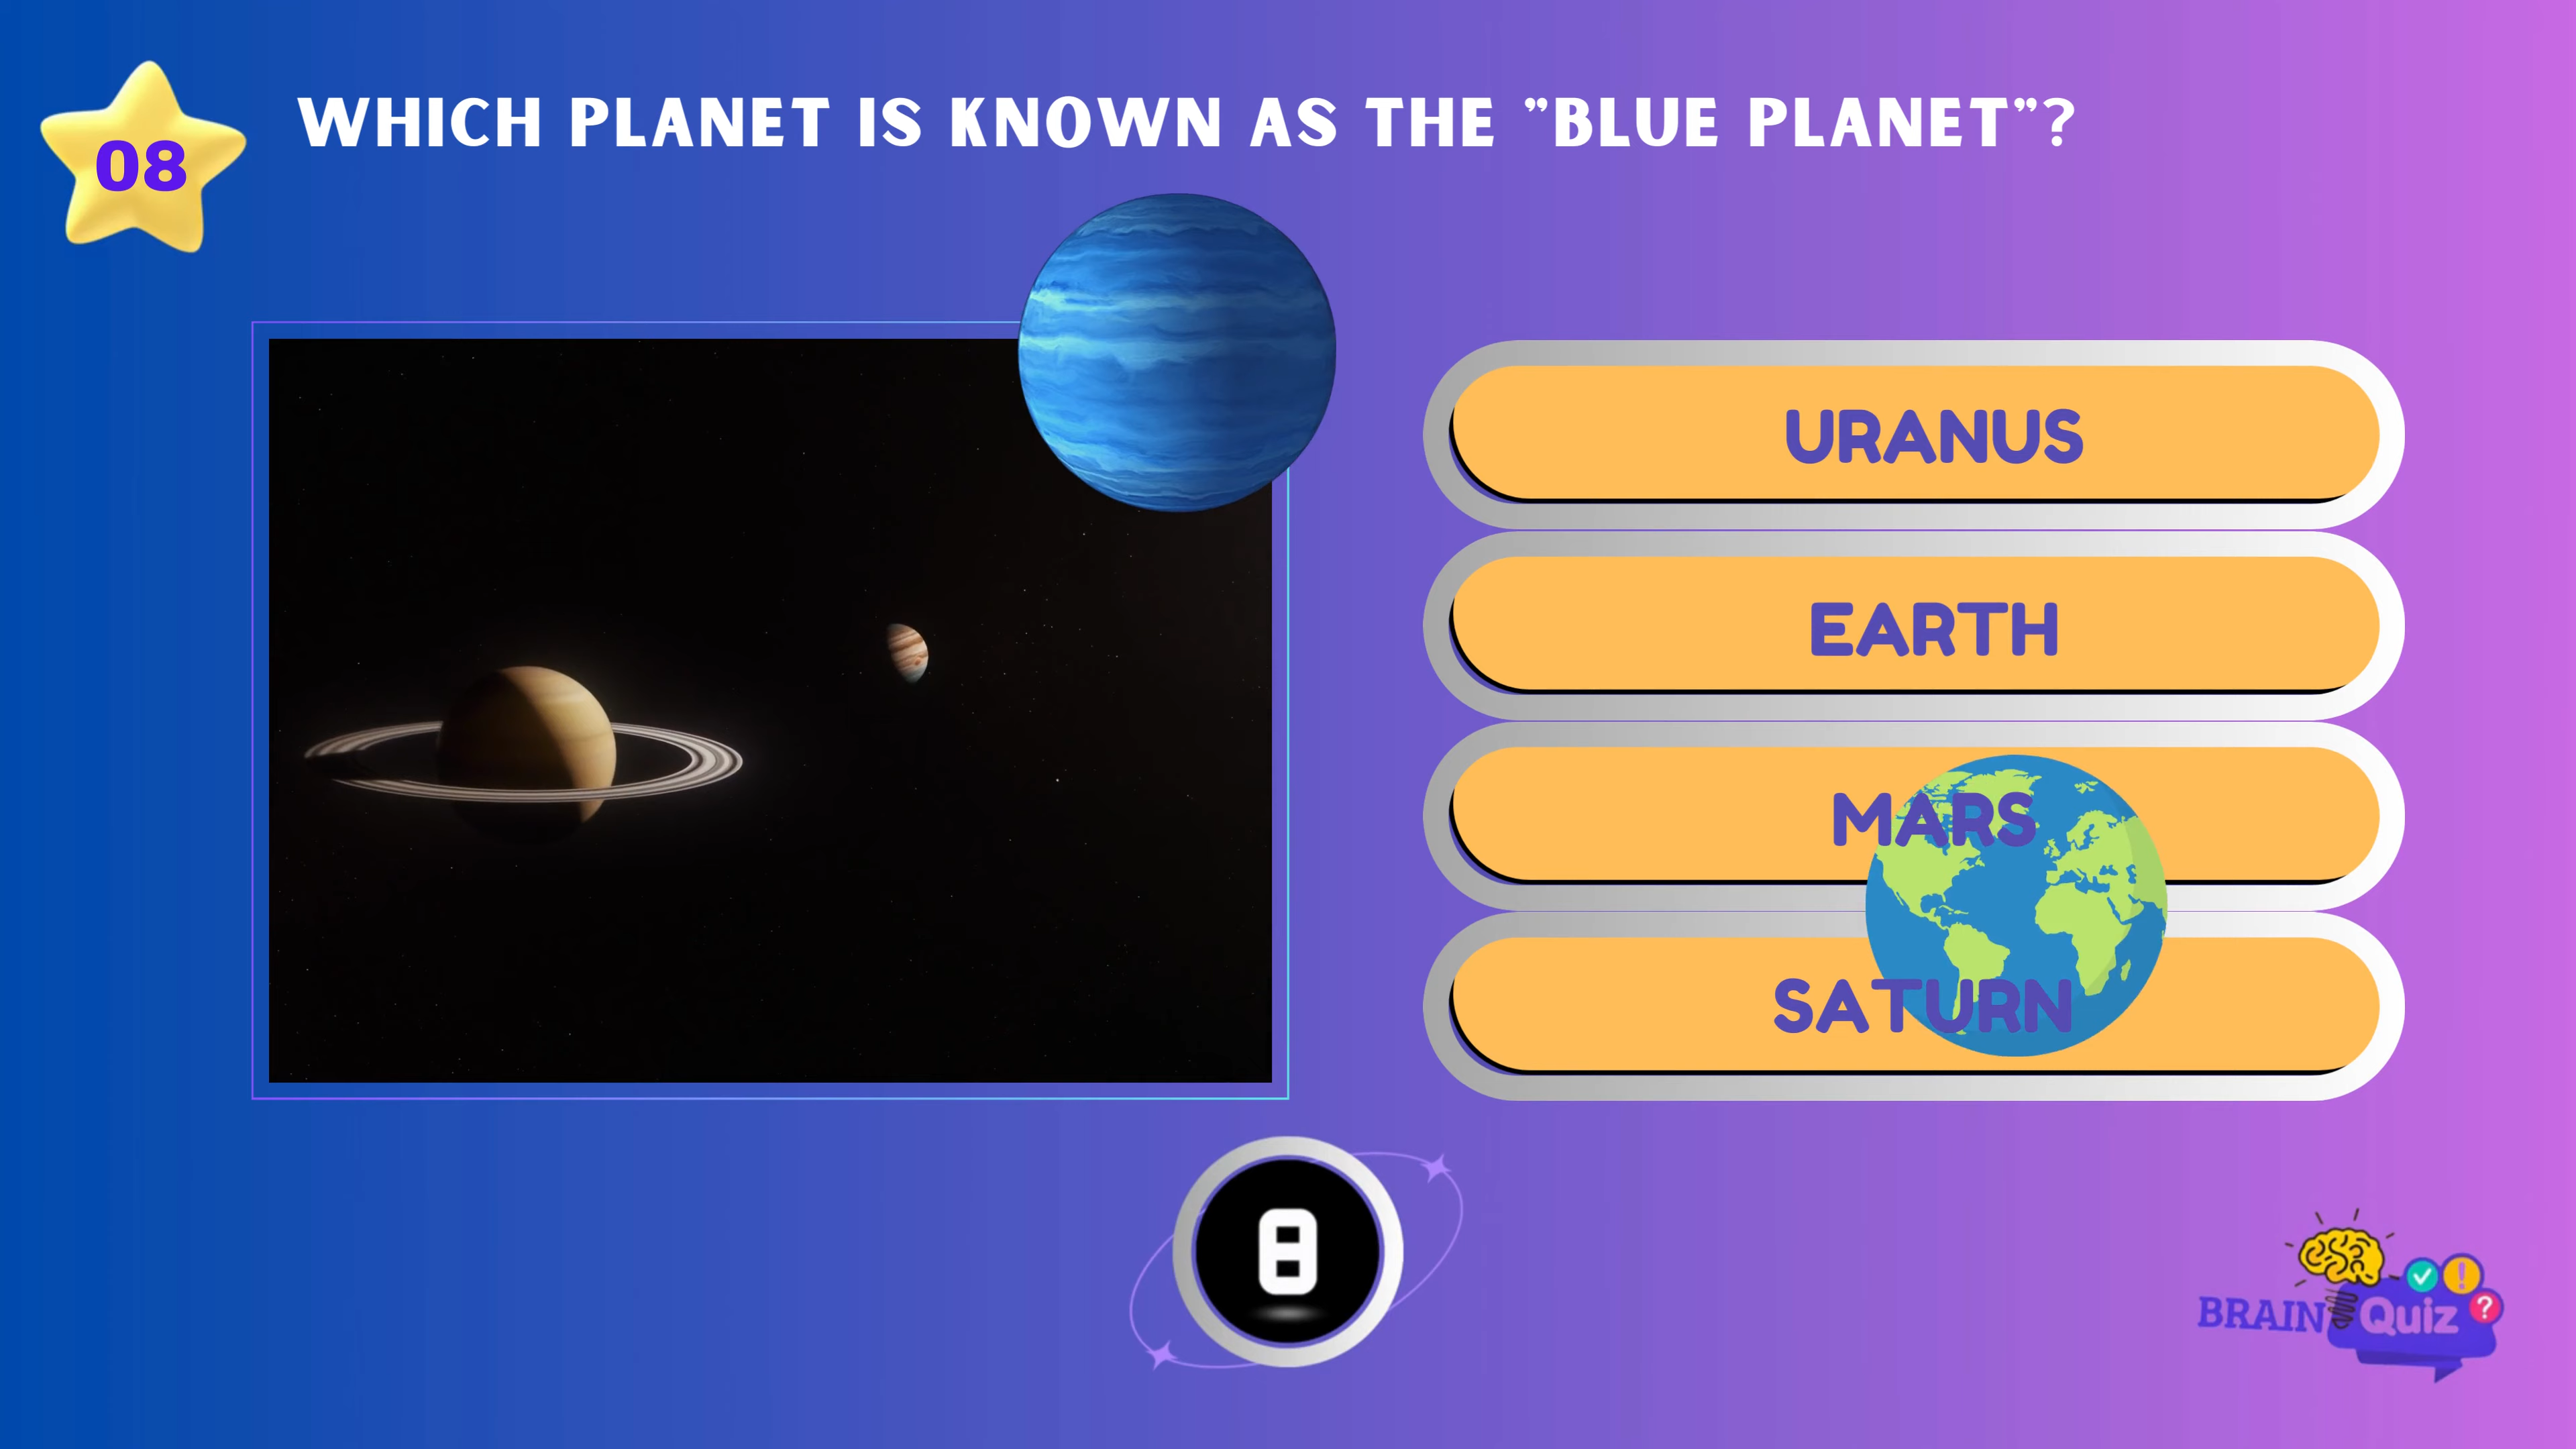 08
WHICH PLANET IS KNOWN AS THE "BLUE PLANET"?
URANUS
EARTH
MARS
SATURN
8
BRAIN Quiz
!
?